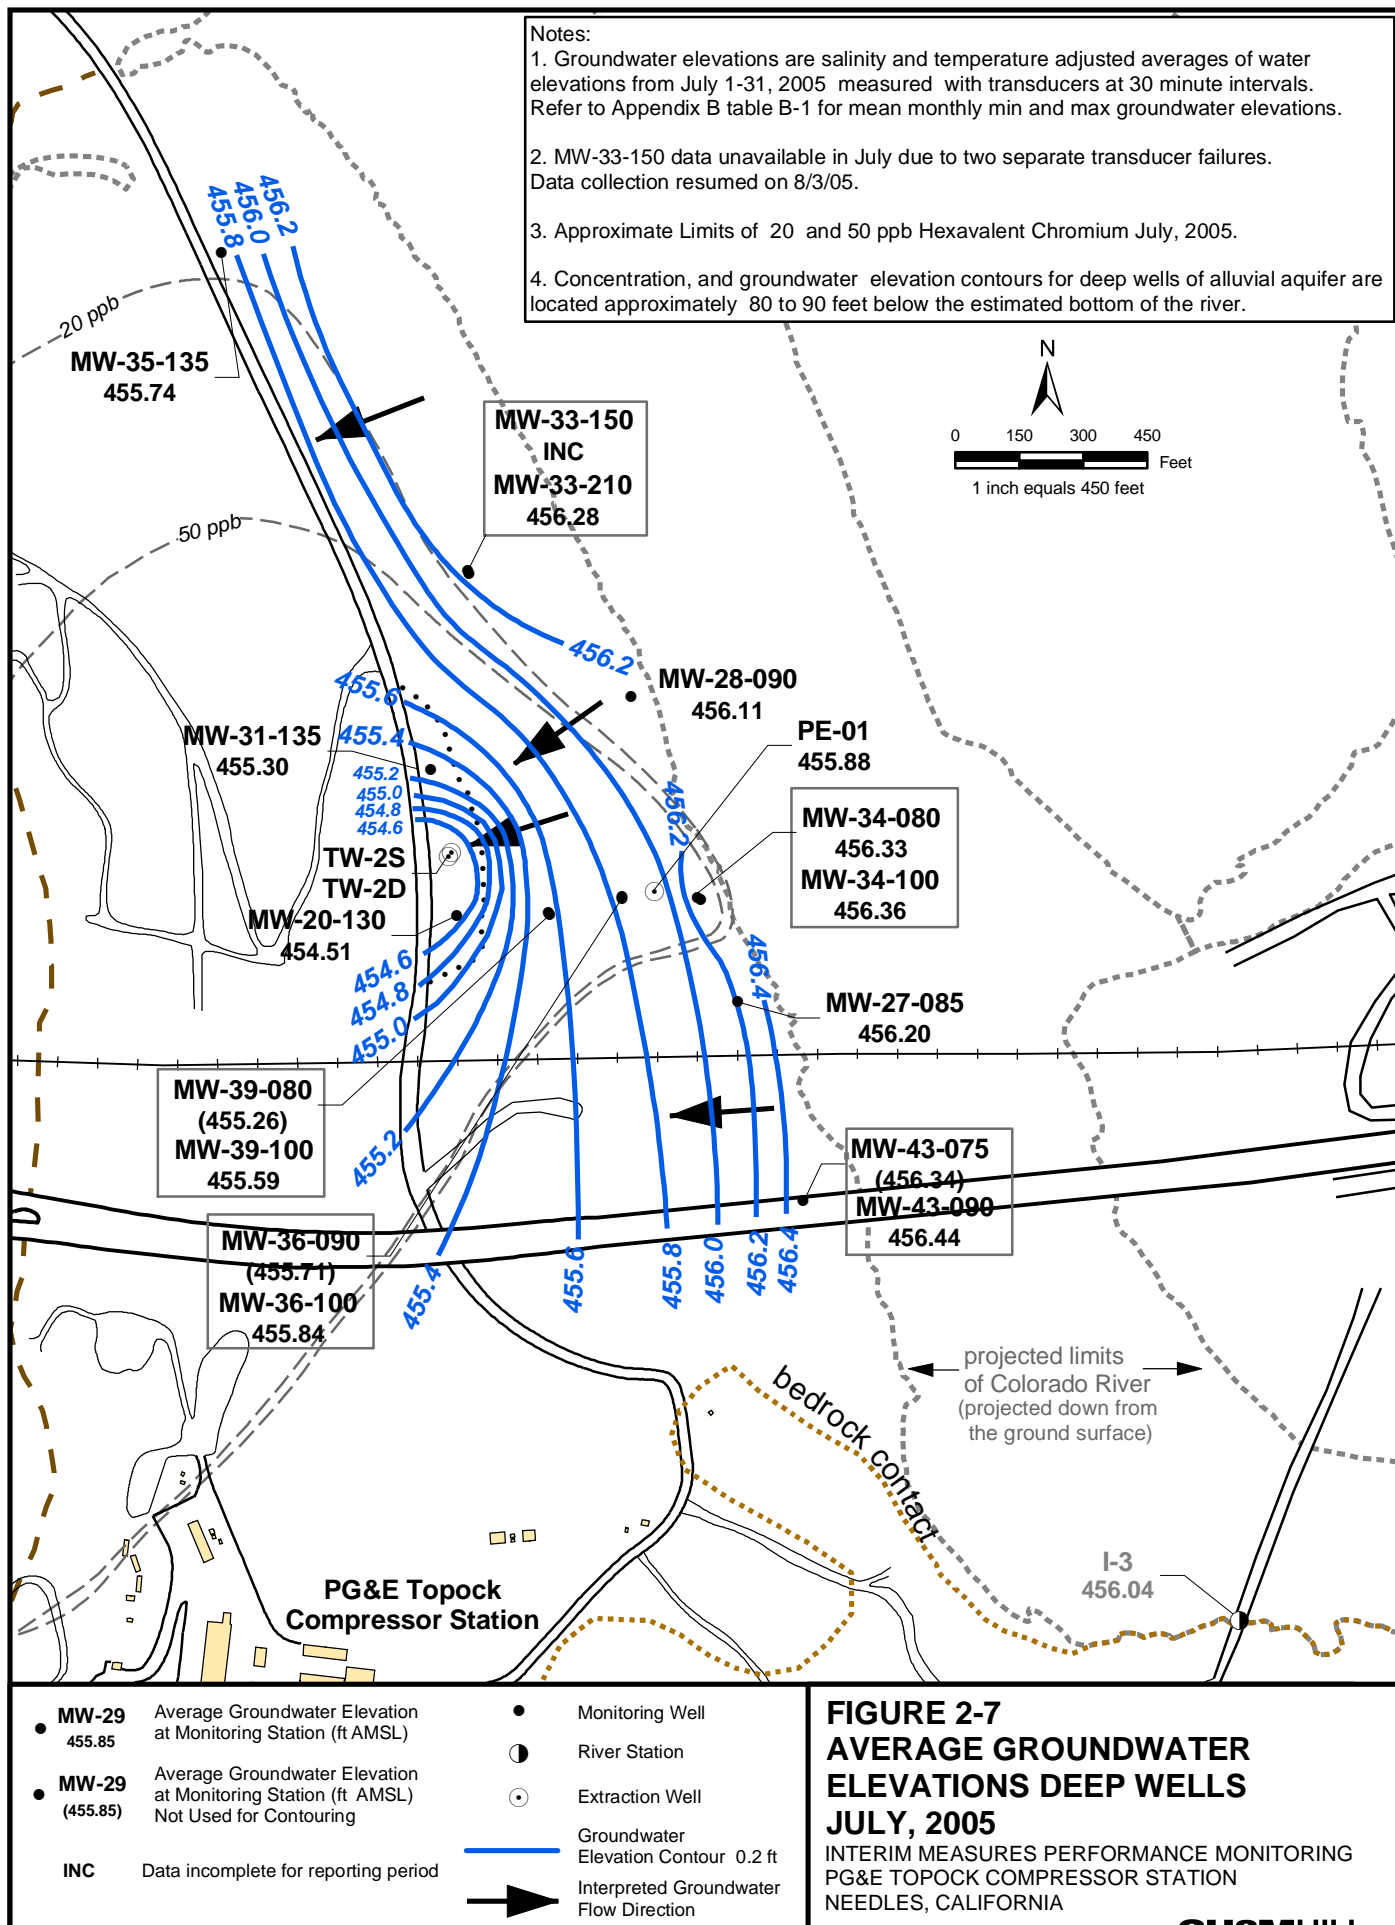 Notes:
1. Groundwater elevations are salinity and temperature adjusted averages of water
elevations from July 1-31, 2005 measured with transducers at 30 minute intervals.
Refer to Appendix B table B-1 for mean monthly min and max groundwater elevations.
2. MW-33-150 data unavailable in July due to two separate transducer failures.
Data collection resumed on 8/3/05.
3. Approximate Limits of 20 and 50 ppb Hexavalent Chromium July, 2005.
4. Concentration, and groundwater elevation contours for deep wells of alluvial aquifer are
located approximately 80 to 90 feet below the estimated bottom of the river.
455.8
456.0
456.2
20 ppb
MW-35-135
455.74
N
0 150 300 450
Feet
1 inch equals 450 feet
MW-33-150
INC
MW-33-210
456.28
50 ppb
456.2
MW-28-090
456.11
455.6
MW-31-135
455.30
455.4
455.2
455.0
454.8
454.6
PE-01
455.88
456.2
MW-34-080
456.33
MW-34-100
456.36
TW-2S
TW-2D
MW-20-130
454.51
454.6
454.8
455.0
456.4
MW-27-085
456.20
MW-39-080
(455.26)
MW-39-100
455.59
455.2
MW-43-075
(456.34)
MW-43-090
456.44
MW-36-090
(455.71)
MW-36-100
455.84
455.4
455.6
455.8
456.0
456.2
456.4
projected limits
of Colorado River
(projected down from
the ground surface)
bedrock contact
I-3
456.04
PG&E Topock
Compressor Station
MW-29
455.85
Average Groundwater Elevation
at Monitoring Station (ft AMSL)
MW-29
(455.85)
Average Groundwater Elevation
at Monitoring Station (ft AMSL)
Not Used for Contouring
INC
Data incomplete for reporting period
Monitoring Well
River Station
Extraction Well
Groundwater
Elevation Contour 0.2 ft
Interpreted Groundwater
Flow Direction
FIGURE 2-7
AVERAGE GROUNDWATER
ELEVATIONS DEEP WELLS
JULY, 2005
INTERIM MEASURES PERFORMANCE MONITORING
PG&E TOPOCK COMPRESSOR STATION
NEEDLES, CALIFORNIA